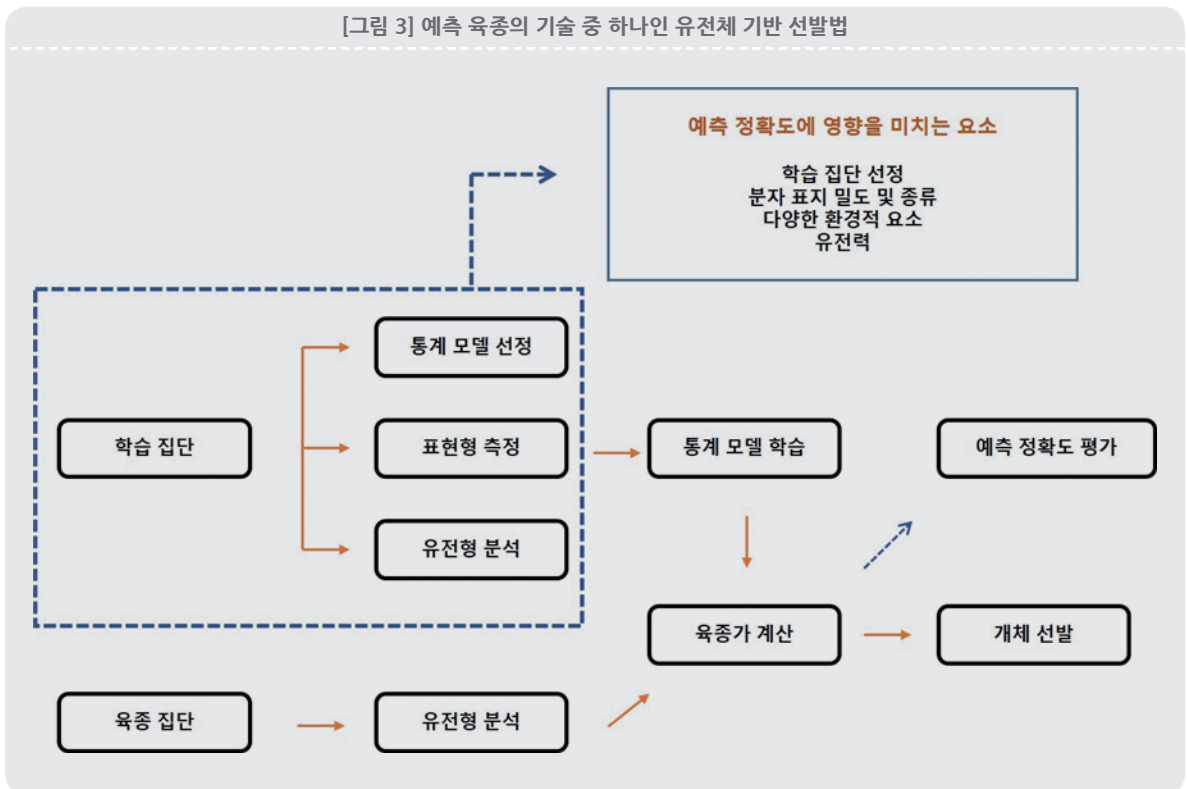 [그림 3] 예측 육종의 기술 중 하나인 유전체 기반 선발법
예측 정확도에 영향을 미치는 요소
학습 집단 선정
분자 표지 밀도 및 종류
다양한 환경적 요소
유전력
통계 모델 선정
학습 집단
표현형 측정
통계 모델 학습
예측 정확도 평가
유전형 분석
육종가 계산
개체 선발
육종 집단
유전형 분석